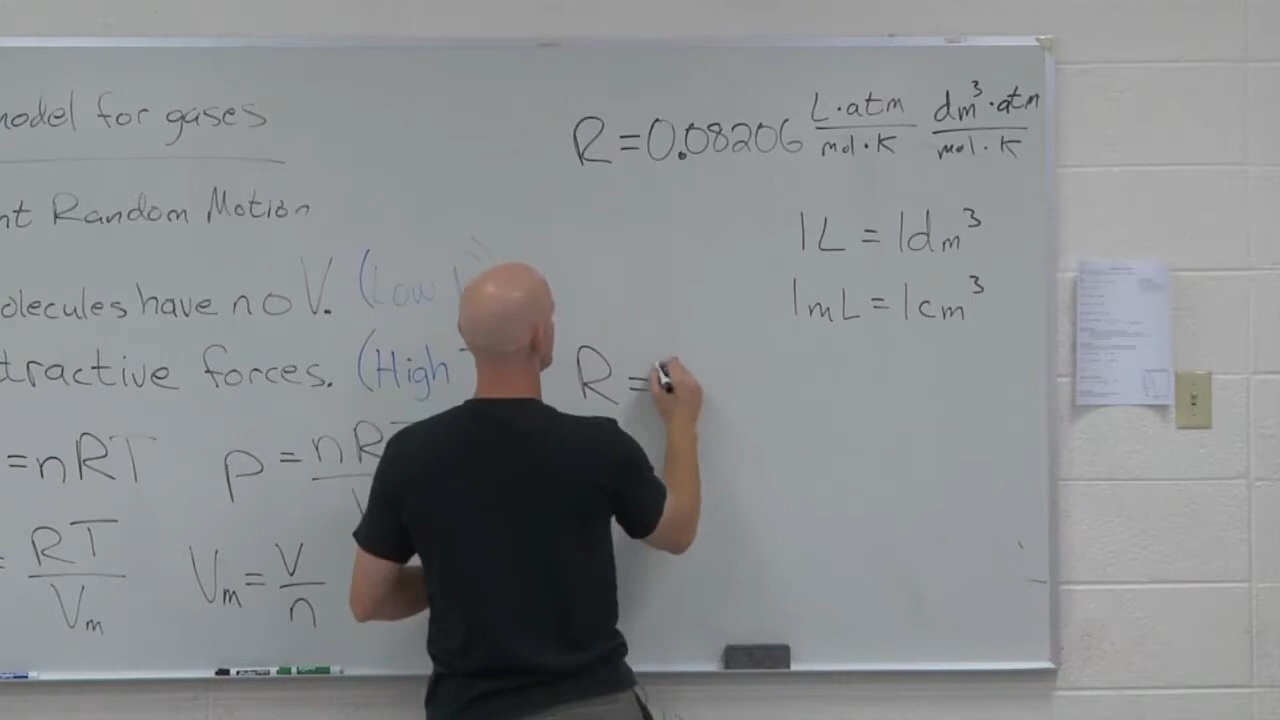 model for gases
nt Random Motion
olecules have no V. (Low
tractive forces. (High
=nRT
P = nR
= RT/Vm
Vm = V/n
R = 0.08206 L·atm/mol·K dm³·atm/mol·K
1L = 1dm³
1mL = 1cm³
R =